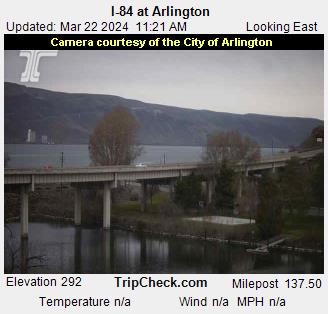 I-84 at Arlington
Updated: Mar 22 2024 11:21 AM Looking East
Camera courtesy of the City of Arlington
Elevation 292 TripCheck.com Milepost 137.50
Temperature n/a Wind n/a MPH n/a